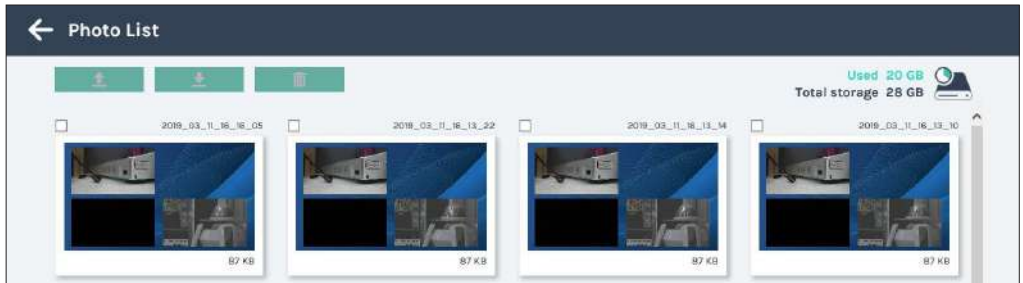 Photo List
Used 20 GB
Total storage 28 GB
2019_03_11_16_16_05
2019_03_11_16_13_22
2019_03_11_16_13_14
2019_03_11_16_13_10
87 KB
87 KB
87 KB
87 KB